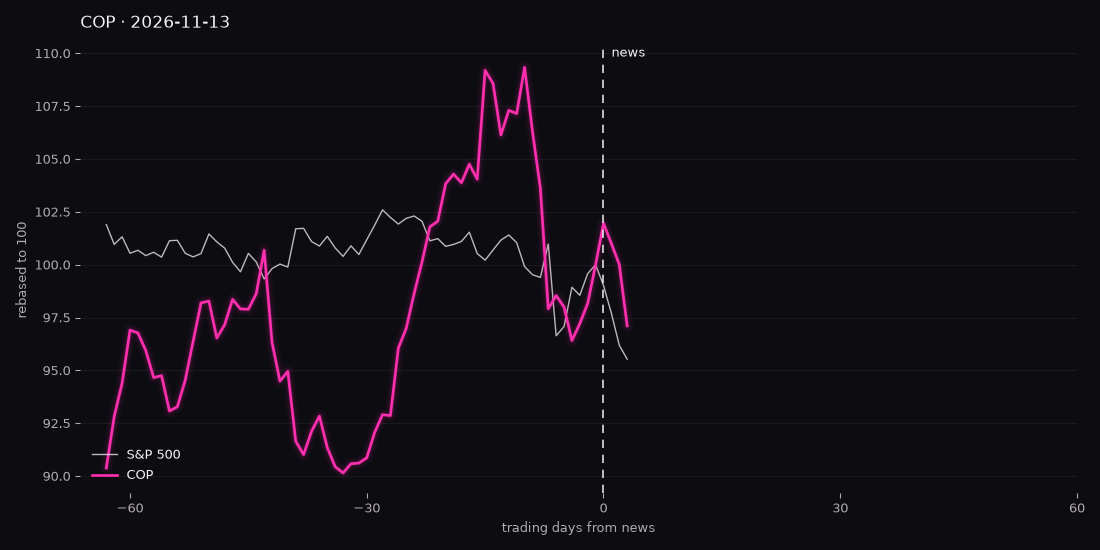 COP · 2026-11-13
110.0
107.5
105.0
102.5
100.0
97.5
95.0
92.5
90.0
rebased to 100
news
S&P 500
COP
−60
−30
0
30
60
trading days from news